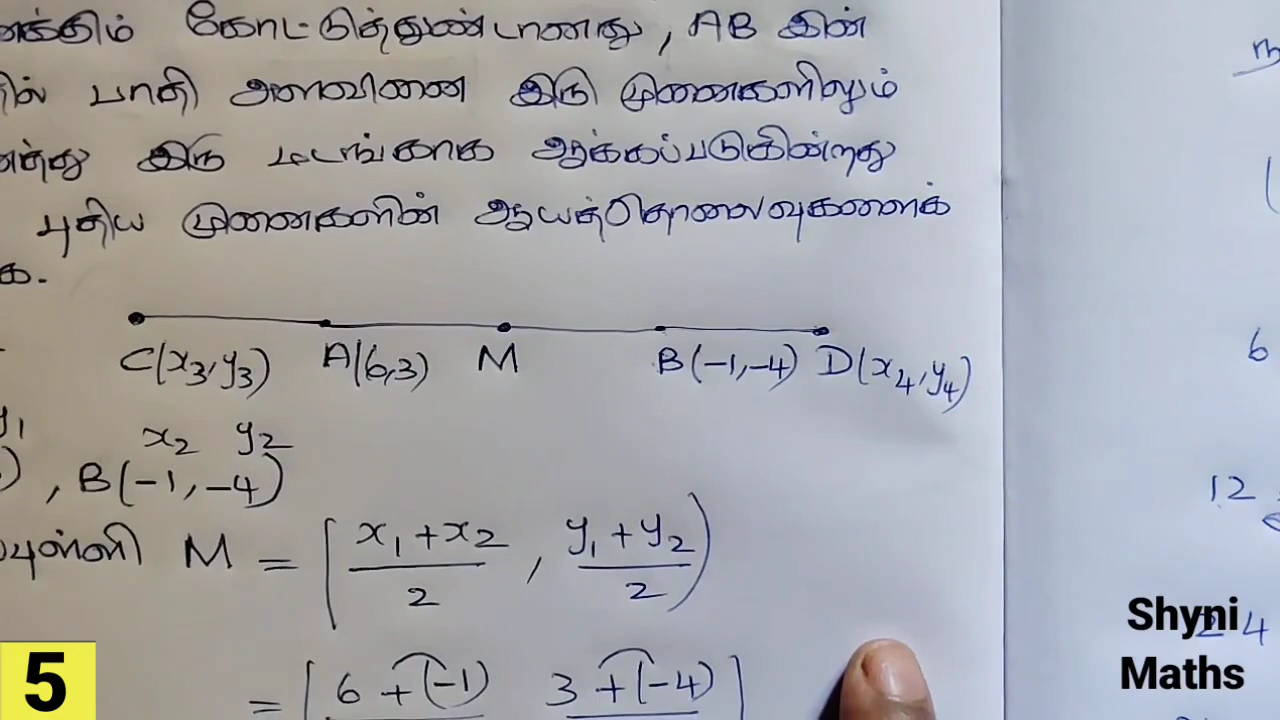 கோட்டுத்துண்டானது, AB இன்
பாதி அளவினை இரு முனைகளிலும்
இரு மடங்காக ஆக்கப்படுகின்றது
புதிய முனைகளின் ஆயத்தொலைவுகளைக்
க.
C(x₃,y₃) A(6,3) M B(-1,-4) D(x₄,y₄)
y₁ x₂ y₂
), B(-1,-4)
புள்ளி M = (x₁+x₂/2, y₁+y₂/2)
= [6+(-1) 3+(-4)]
6
12
24
Shyni
Maths
5